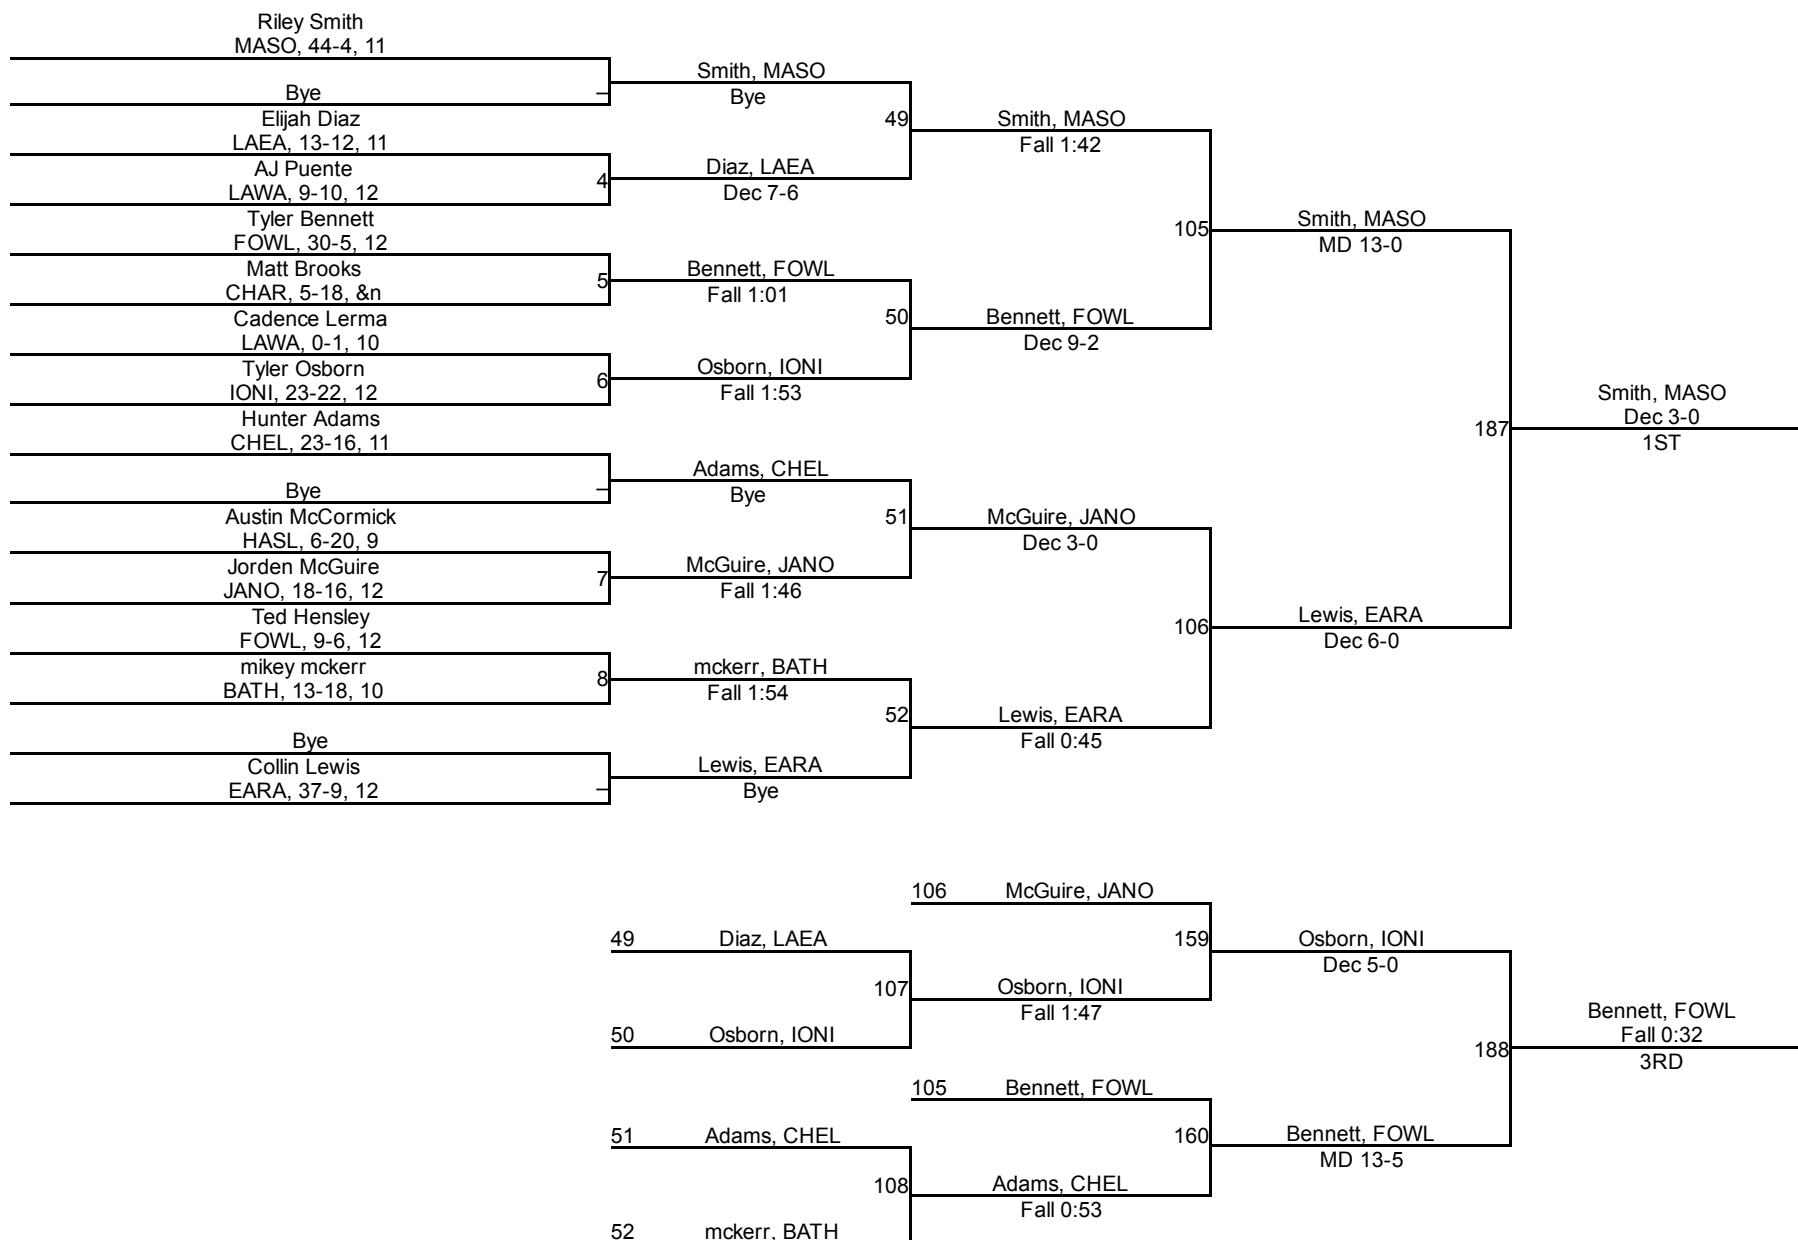 Riley Smith
MASO, 44-4, 11
Bye
Elijah Diaz
LAEA, 13-12, 11
AJ Puente
LAWA, 9-10, 12
Tyler Bennett
FOWL, 30-5, 12
Matt Brooks
CHAR, 5-18, &n
Cadence Lerma
LAWA, 0-1, 10
Tyler Osborn
IONI, 23-22, 12
Hunter Adams
CHEL, 23-16, 11
Bye
Austin McCormick
HASL, 6-20, 9
Jorden McGuire
JANO, 18-16, 12
Ted Hensley
FOWL, 9-6, 12
mikey mckerr
BATH, 13-18, 10
Bye
Collin Lewis
EARA, 37-9, 12
–
4
5
6
–
7
8
–
Smith, MASO
Bye
Diaz, LAEA
Dec 7-6
Bennett, FOWL
Fall 1:01
Osborn, IONI
Fall 1:53
Adams, CHEL
Bye
McGuire, JANO
Fall 1:46
mckerr, BATH
Fall 1:54
Lewis, EARA
Bye
49
50
51
52
Smith, MASO
Fall 1:42
Bennett, FOWL
Dec 9-2
McGuire, JANO
Dec 3-0
Lewis, EARA
Fall 0:45
105
106
Smith, MASO
MD 13-0
Lewis, EARA
Dec 6-0
187
Smith, MASO
Dec 3-0
1ST
49 Diaz, LAEA
50 Osborn, IONI
51 Adams, CHEL
52 mckerr, BATH
107
108
106 McGuire, JANO
Osborn, IONI
Fall 1:47
105 Bennett, FOWL
Adams, CHEL
Fall 0:53
159
160
Osborn, IONI
Dec 5-0
Bennett, FOWL
MD 13-5
188
Bennett, FOWL
Fall 0:32
3RD